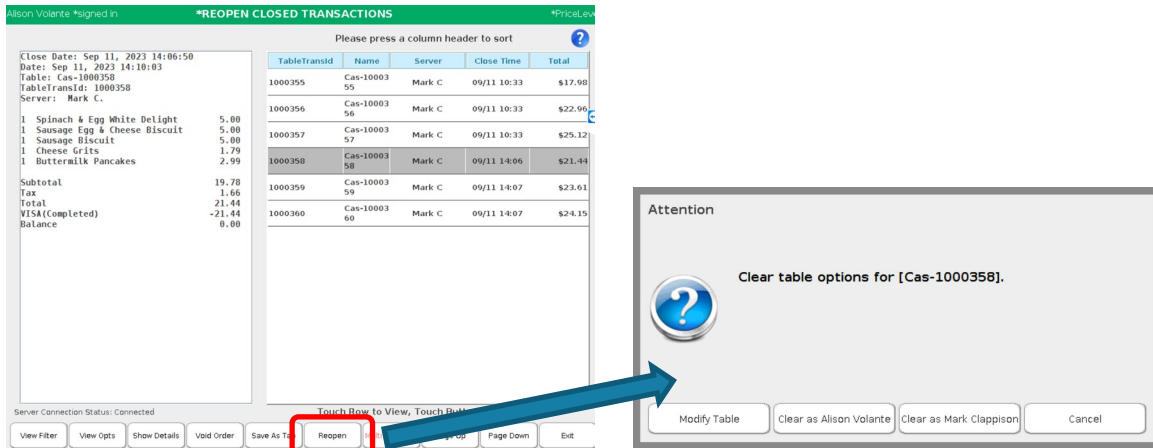 Alison Volante *signed in *REOPEN CLOSED TRANSACTIONS *PriceLev
Please press a column header to sort ?
Close Date: Sep 11, 2023 14:06:50
Date: Sep 11, 2023 14:10:03
Table: Cas-1000358
TableTransId: 1000358
Server: Mark C.
1 Spinach & Egg White Delight 5.00
1 Sausage Egg & Cheese Biscuit 5.00
1 Sausage Biscuit 5.00
1 Cheese Grits 1.79
1 Buttermilk Pancakes 2.99
Subtotal 19.78
Tax 1.66
Total 21.44
VISA(Completed) -21.44
Balance 0.00
TableTransId Name Server Close Time Total
1000355 Cas-10003 Mark C 09/11 10:33 $17.98
55
1000356 Cas-10003 Mark C 09/11 10:33 $22.96
56
1000357 Cas-10003 Mark C 09/11 10:33 $25.12
57
1000358 Cas-10003 Mark C 09/11 14:06 $21.44
58
1000359 Cas-10003 Mark C 09/11 14:07 $23.61
59
1000360 Cas-10003 Mark C 09/11 14:07 $24.15
60
Server Connection Status: Connected
Touch Row to View, Touch
View Filter View Opts Show Details Void Order Save As Reopen Page Down Exit
Attention
Clear table options for [Cas-1000358].
?
Modify Table Clear as Alison Volante Clear as Mark Clappison Cancel